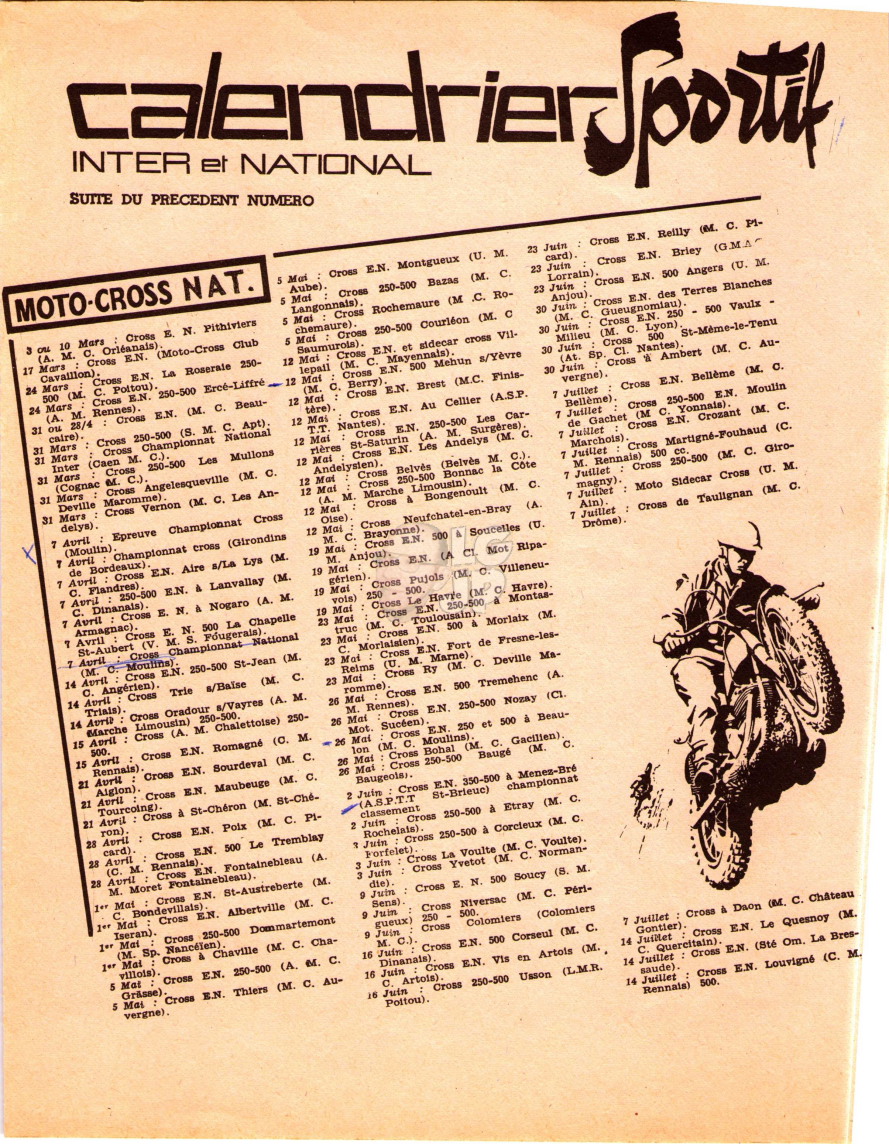 calendrier Sportif
INTER et NATIONAL
SUITE DU PRECEDENT NUMERO
MOTO-CROSS NAT.
3 ou 10 Mars : Cross E. N. Pithiviers
(A. M. C. Orléanais).
17 Mars : Cross E.N. (Moto-Cross Club
Cavaillon).
24 Mars : Cross E.N. La Roseraie 250-
500 (M. C. Poitou).
24 Mars : Cross E.N. 250-500 Ercé-Liffré
(A. M. Rennes).
31 ou 28/4 : Cross E.N. (M. C. Beau-
caire).
31 Mars : Cross 250-500 (S. M. C. Apt).
31 Mars : Cross Championnat National
Inter (Caen M. C.).
31 Mars : Cross 250-500 Les Mullons
(Cognac M. C.).
31 Mars : Cross Angelesqueville (M. C.
Deville Maromme).
31 Mars : Cross Vernon (M. C. Les An-
delys).
7 Avril : Epreuve Championnat Cross
(Moulin).
7 Avril : Championnat cross (Girondins
de Bordeaux).
7 Avril : Cross E.N. Aire s/La Lys (M.
C. Flandres).
7 Avril : 250-500 E.N. à Lanvallay (M.
C. Dinanais).
7 Avril : Cross E. N. à Nogaro (A. M.
Armagnac).
7 Avril : Cross E. N. 500 La Chapelle
St-Aubert (V. M. S. Fougerais).
7 Avril : Cross Championnat National
(M. C. Moulins).
14 Avril : Cross E.N. 250-500 St-Jean (M.
C. Angérien).
14 Avril : Cross Trie s/Baïse (M. C.
Triais).
14 Avril : Cross Oradour s/Vayres (A. M.
Marche Limousin) 250-500.
15 Avril : Cross (A. M. Chalettoise) 250-
500.
15 Avril : Cross E.N. Romagné (C. M.
Rennais).
21 Avril : Cross E.N. Sourdeval (M. C.
Aiglon).
21 Avril : Cross E.N. Maubeuge (M. C.
Tourcoing).
21 Avril : Cross à St-Chéron (M. St-Ché-
ron).
28 Avril : Cross E.N. Poix (M. C. Pi-
card).
28 Avril : Cross E.N. 500 Le Tremblay
(C. M. Rennais).
28 Avril : Cross E.N. Fontainebleau (A.
M. Moret Fontainebleau).
1er Mai : Cross E.N. St-Austreberte (M.
C. Bondevillais).
1er Mai : Cross E.N. Albertville (M. C.
Iseran).
1er Mai : Cross 250-500 Dommartemont
(M. Sp. Nancéien).
1er Mai : Cross à Chaville (M. C. Cha-
villois).
5 Mai : Cross E.N. 250-500 (A. M. C.
Grâsse).
5 Mai : Cross E.N. Thiers (M. C. Au-
vergne).
5 Mai : Cross E.N. Montgueux (U. M.
Aube).
5 Mai : Cross 250-500 Bazas (M. C.
Langonnais).
5 Mai : Cross Rochemaure (M .C. Ro-
chemaure).
5 Mai : Cross 250-500 Courléon (M. C
Saumurois).
12 Mai : Cross E.N. et sidecar cross Vil-
lepail (M. C. Mayennais).
12 Mai : Cross E.N. 500 Mehun s/Yèvre
(M. C. Berry).
12 Mai : Cross E.N. Brest (M.C. Finis-
tère).
12 Mai : Cross E.N. Au Cellier (A.S.P.
T.T. Nantes).
12 Mai : Cross E.N. 250-500 Les Car-
rières St-Saturin (A. M. Surgères).
12 Mai : Cross E.N. Les Andelys (M. C.
Andelysien).
12 Mai : Cross Belvès (Belvès M. C.).
12 Mai : Cross 250-500 Bonnac la Côte
(A. M. Marche Limousin).
12 Mai : Cross à Bongenoult (M. C.
Oise).
12 Mai : Cross Neufchatel-en-Bray (A.
M. C. Brayonne).
19 Mai : Cross E.N. 500 à Soucelles (U.
M. Anjou).
19 Mai : Cross E.N. (A Cl. Mot Ripa-
gérien).
19 Mai : Cross Pujols (M. C. Villeneu-
vois) 250 - 500.
19 Mai : Cross Le Havre (M. C. Havre).
23 Mai : Cross E.N. 250-500 à Montas-
truc (M. C. Toulousain).
23 Mai : Cross E.N. 500 à Morlaix (M.
C. Morlaisien).
23 Mai : Cross E.N. Fort de Fresne-les-
Reims (U. M. Marne).
23 Mai : Cross Ry (M. C. Deville Ma-
romme).
26 Mai : Cross E.N. 500 Tremehenc (A.
M. Rennes).
26 Mai : Cross E.N. 250-500 Nozay (Cl.
Mot. Sucéen).
26 Mai : Cross E.N. 250 et 500 à Beau-
lon (M. C. Moulins).
26 Mai : Cross Bohal (M. C. Gacilien).
26 Mai : Cross 250-500 Baugé (M. C.
Baugeois).
2 Juin : Cross E.N. 350-500 à Menez-Bré
(A.S.P.T.T St-Brieuc) championnat
classement
2 Juin : Cross 250-500 à Etray (M. C.
Rochelais).
2 Juin : Cross 250-500 à Corcieux (M. C.
Forfelet).
3 Juin : Cross La Voulte (M. C. Voulte).
3 Juin : Cross Yvetot (M. C. Norman-
die).
9 Juin : Cross E. N. 500 Soucy (S. M.
Sens).
9 Juin : Cross Niversac (M. C. Péri-
gueux) 250 - 500.
9 Juin : Cross Colomiers (Colomiers
M. C.).
16 Juin : Cross E.N. 500 Corseul (M. C.
Dinanais).
16 Juin : Cross E.N. Vis en Artois (M.
C. Artois).
16 Juin : Cross 250-500 Usson (L.M.R.
Poitou).
23 Juin : Cross E.N. Reilly (M. C. Pi-
card).
23 Juin : Cross E.N. Briey (G.M.A.C
Lorrain).
23 Juin : Cross E.N. 500 Angers (U. M.
Anjou).
30 Juin : Cross E.N. des Terres Blanches
(M. C. Gueugnomiau).
30 Juin : Cross E.N. 250 - 500 Vaulx -
Milieu (M. C. Lyon).
30 Juin : Cross 500 St-Même-le-Tenu
(At. Sp. Cl. Nantes).
30 Juin : Cross à Ambert (M. C. Au-
vergne).
7 Juillet : Cross E.N. Bellème (M. C.
Bellème).
7 Juillet : Cross 250-500 E.N. Moulin
de Gachet (M C. Yonnais).
7 Juillet : Cross E.N. Crozant (M. C.
Marchois).
7 Juillet : Cross Martigné-Fouhaud (C.
M. Rennais) 500 cc.
7 Juillet : Cross 250-500 (M. C. Giro-
magny).
7 Juillet : Moto Sidecar Cross (U. M.
Ain).
7 Juillet : Cross de Taulignan (M. C.
Drôme).
7 Juillet : Cross à Daon (M. C. Château
Gontier).
14 Juillet : Cross E.N. Le Quesnoy (M.
C. Quercitain).
14 Juillet : Cross E.N. (Sté Om. La Bres-
saude).
14 Juillet : Cross E.N. Louvigné (C. M.
Rennais) 500.